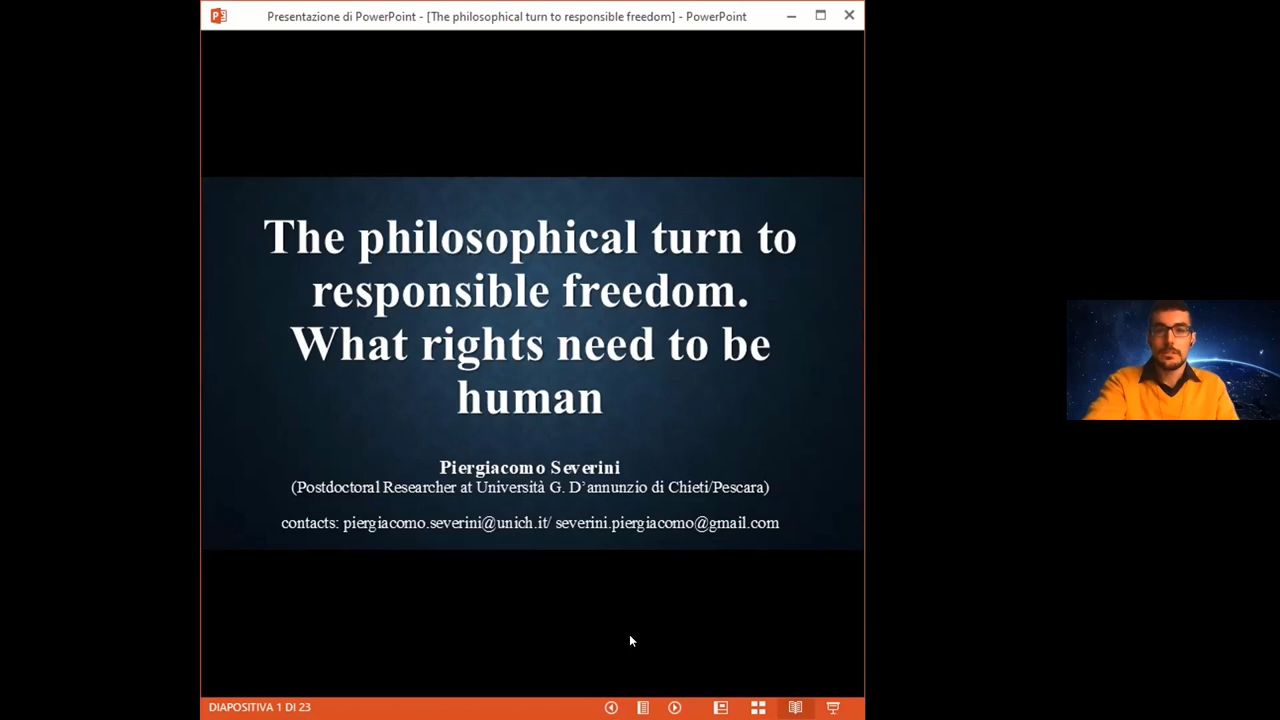 Presentazione di PowerPoint - [The philosophical turn to responsible freedom] - PowerPoint
The philosophical turn to
responsible freedom.
What rights need to be
human
Piergiacomo Severini
(Postdoctoral Researcher at Università G. D'annunzio di Chieti/Pescara)
contacts: piergiacomo.severini@unich.it/ severini.piergiacomo@gmail.com
DIAPOSITIVA 1 DI 23